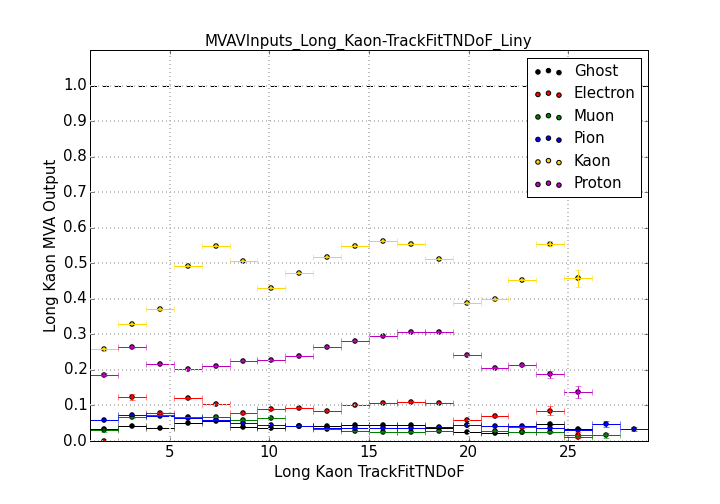 MVAVInputs_Long_Kaon-TrackFitTNDoF_Liny
Ghost
Electron
Muon
Pion
Kaon
Proton
1.0
0.9
0.8
0.7
0.6
0.5
0.4
0.3
0.2
0.1
0.0
Long Kaon MVA Output
5
10
15
20
25
Long Kaon TrackFitTNDoF